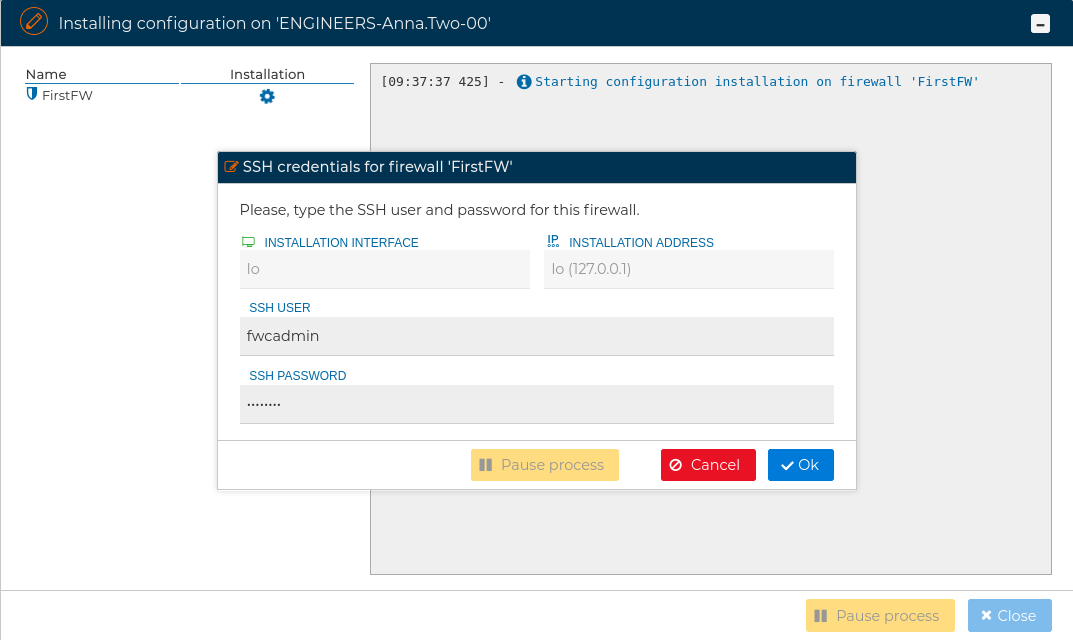 Installing configuration on 'ENGINEERS-Anna.Two-00'
Name Installation
FirstFW
[09:37:37 425] - Starting configuration installation on firewall 'FirstFW'
SSH credentials for firewall 'FirstFW'
Please, type the SSH user and password for this firewall.
INSTALLATION INTERFACE IP INSTALLATION ADDRESS
lo lo (127.0.0.1)
SSH USER
fwcadmin
SSH PASSWORD
........
Pause process Cancel Ok
Pause process Close